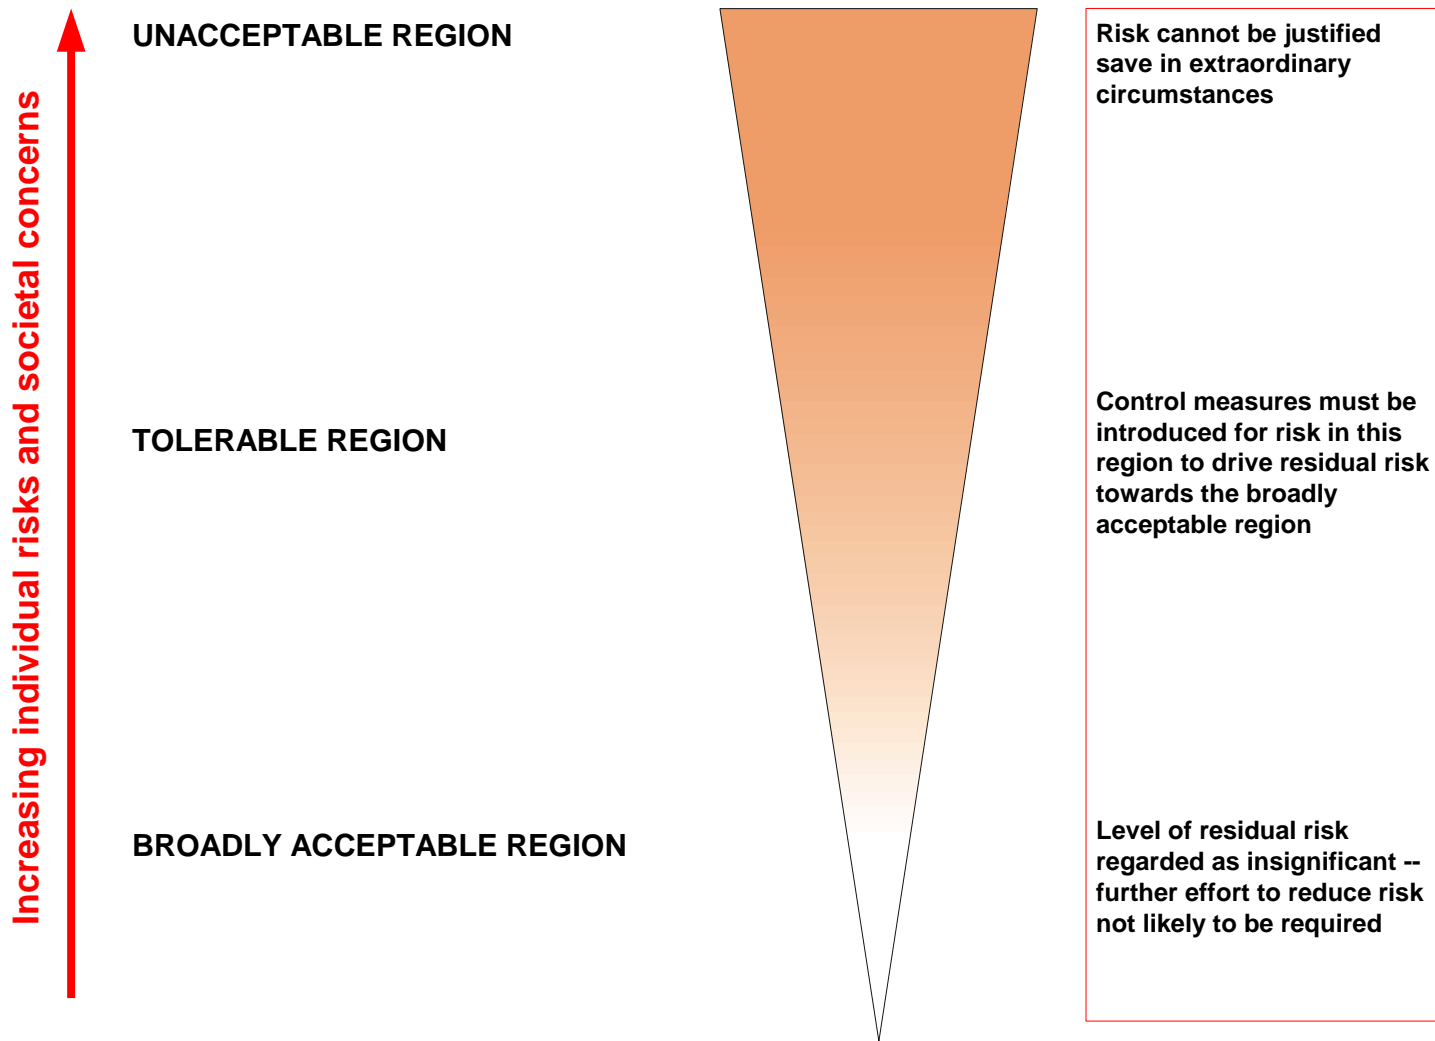 Increasing individual risks and societal concerns
UNACCEPTABLE REGION
Risk cannot be justified
save in extraordinary
circumstances
TOLERABLE REGION
Control measures must be
introduced for risk in this
region to drive residual risk
towards the broadly
acceptable region
BROADLY ACCEPTABLE REGION
Level of residual risk
regarded as insignificant --
further effort to reduce risk
not likely to be required